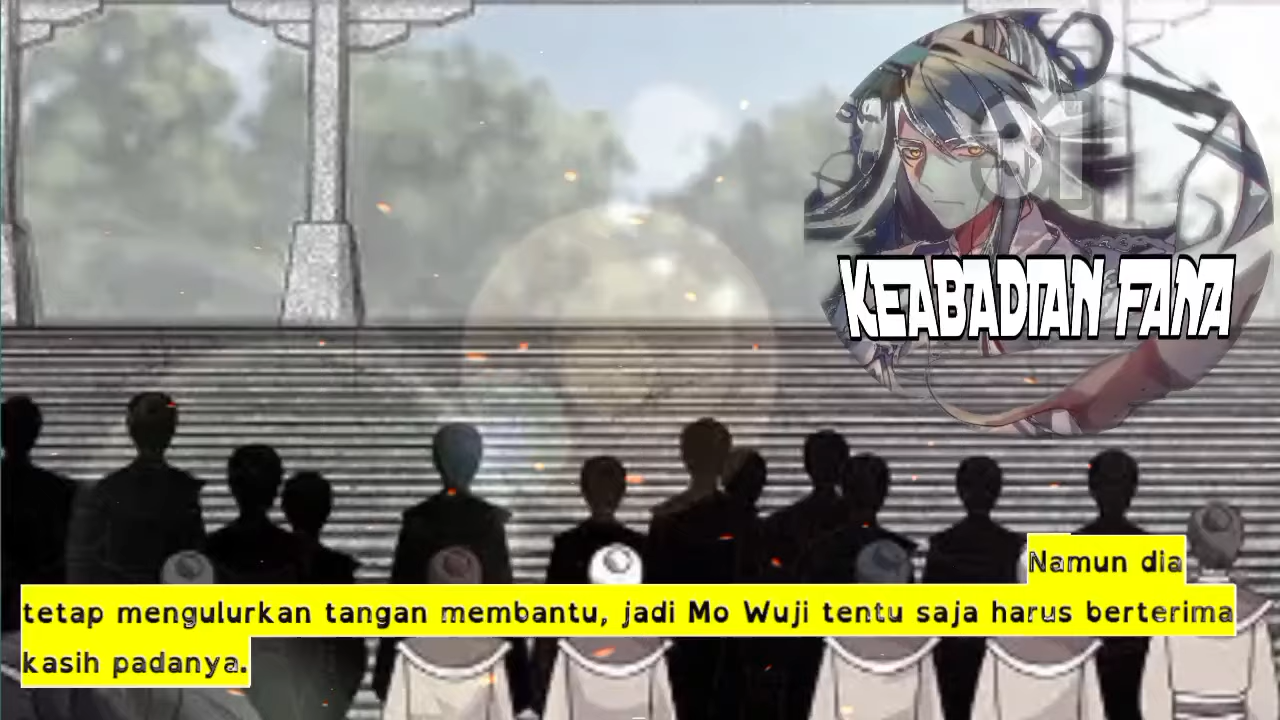 KEABADIAN FANA
Namun dia
tetap mengulurkan tangan membantu, jadi Mo Wuji tentu saja harus berterima
kasih padanya.